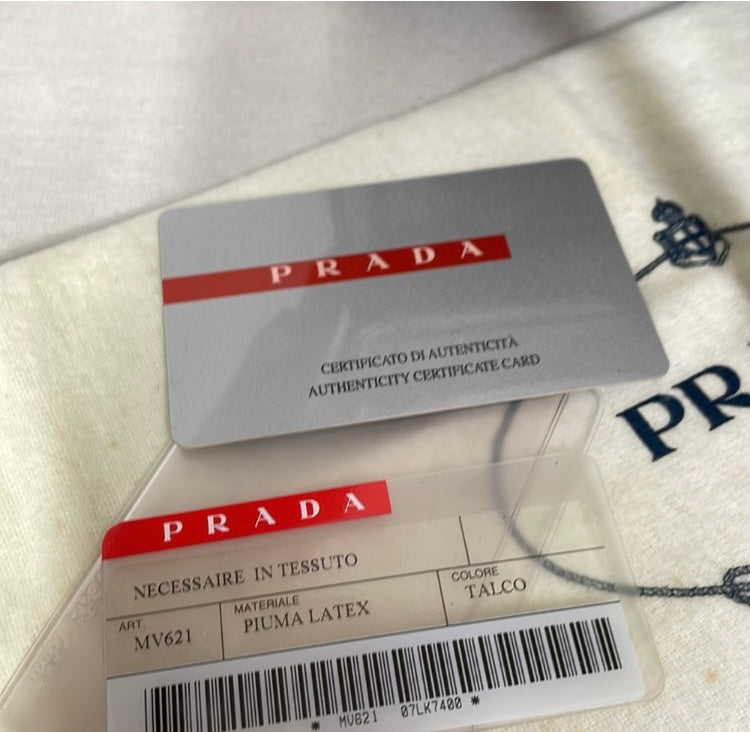 PRADA
CERTIFICATO DI AUTENTICITÀ
AUTHENTICITY CERTIFICATE CARD
PR
PRADA
NECESSAIRE IN TESSUTO
ART.
MV621
MATERIALE
PIUMA LATEX
COLORE
TALCO
* MV621 07LK7400 *